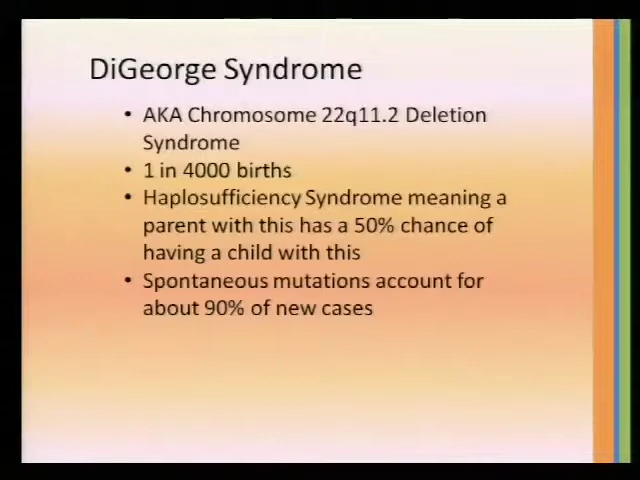 DiGeorge Syndrome
• AKA Chromosome 22q11.2 Deletion
Syndrome
• 1 in 4000 births
• Haplosufficiency Syndrome meaning a
parent with this has a 50% chance of
having a child with this
• Spontaneous mutations account for
about 90% of new cases